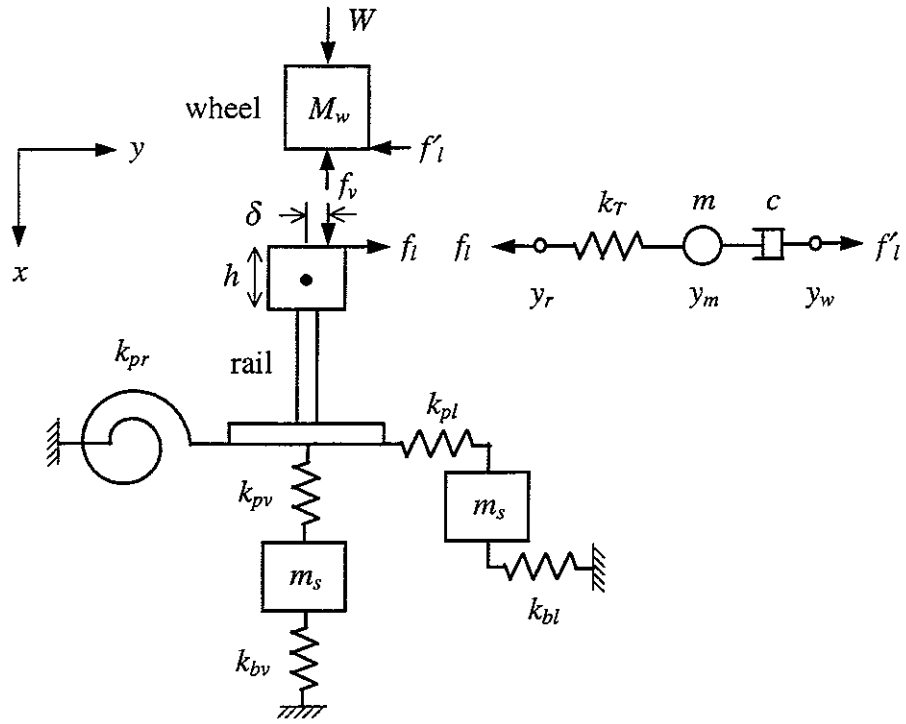 W
wheel
M_w
f'_l
y
f_v
δ
x
h
f_l
k_T
m
c
f_l
f'_l
y_r
y_m
y_w
k_pr
rail
k_pl
k_pv
m_s
m_s
k_bl
k_bv